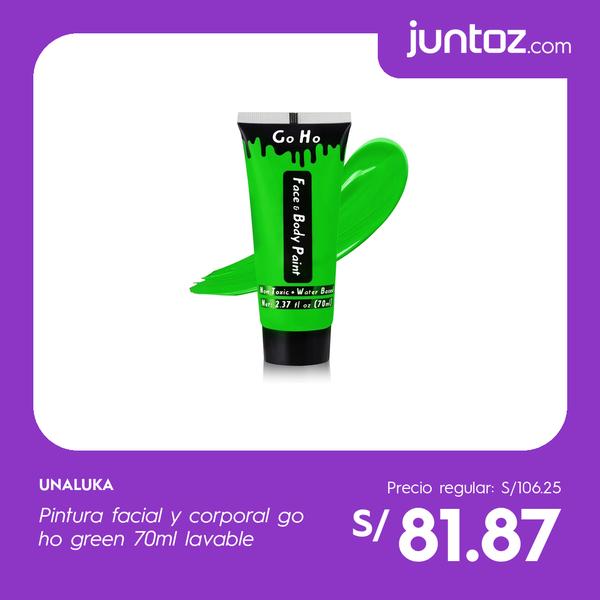 juntoz.com
Go Ho
Face & Body Paint
Non Toxic • Water Based
Net: 2.37 fl oz (70ml)
UNALUKA
Pintura facial y corporal go
ho green 70ml lavable
Precio regular: S/106.25
S/81.87